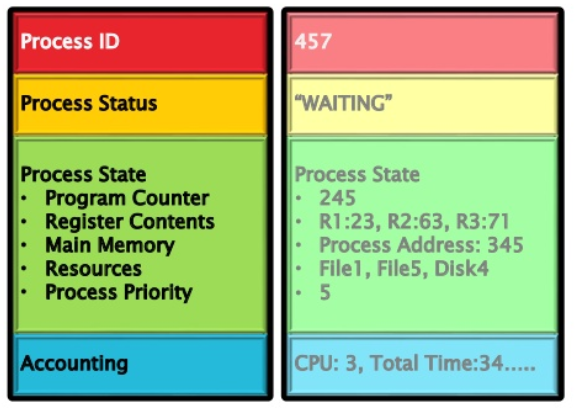 Process ID
Process Status
Process State
• Program Counter
• Register Contents
• Main Memory
• Resources
• Process Priority
Accounting
457
“WAITING”
Process State
• 245
• R1:23, R2:63, R3:71
• Process Address: 345
• File1, File5, Disk4
• 5
CPU: 3, Total Time:34.....